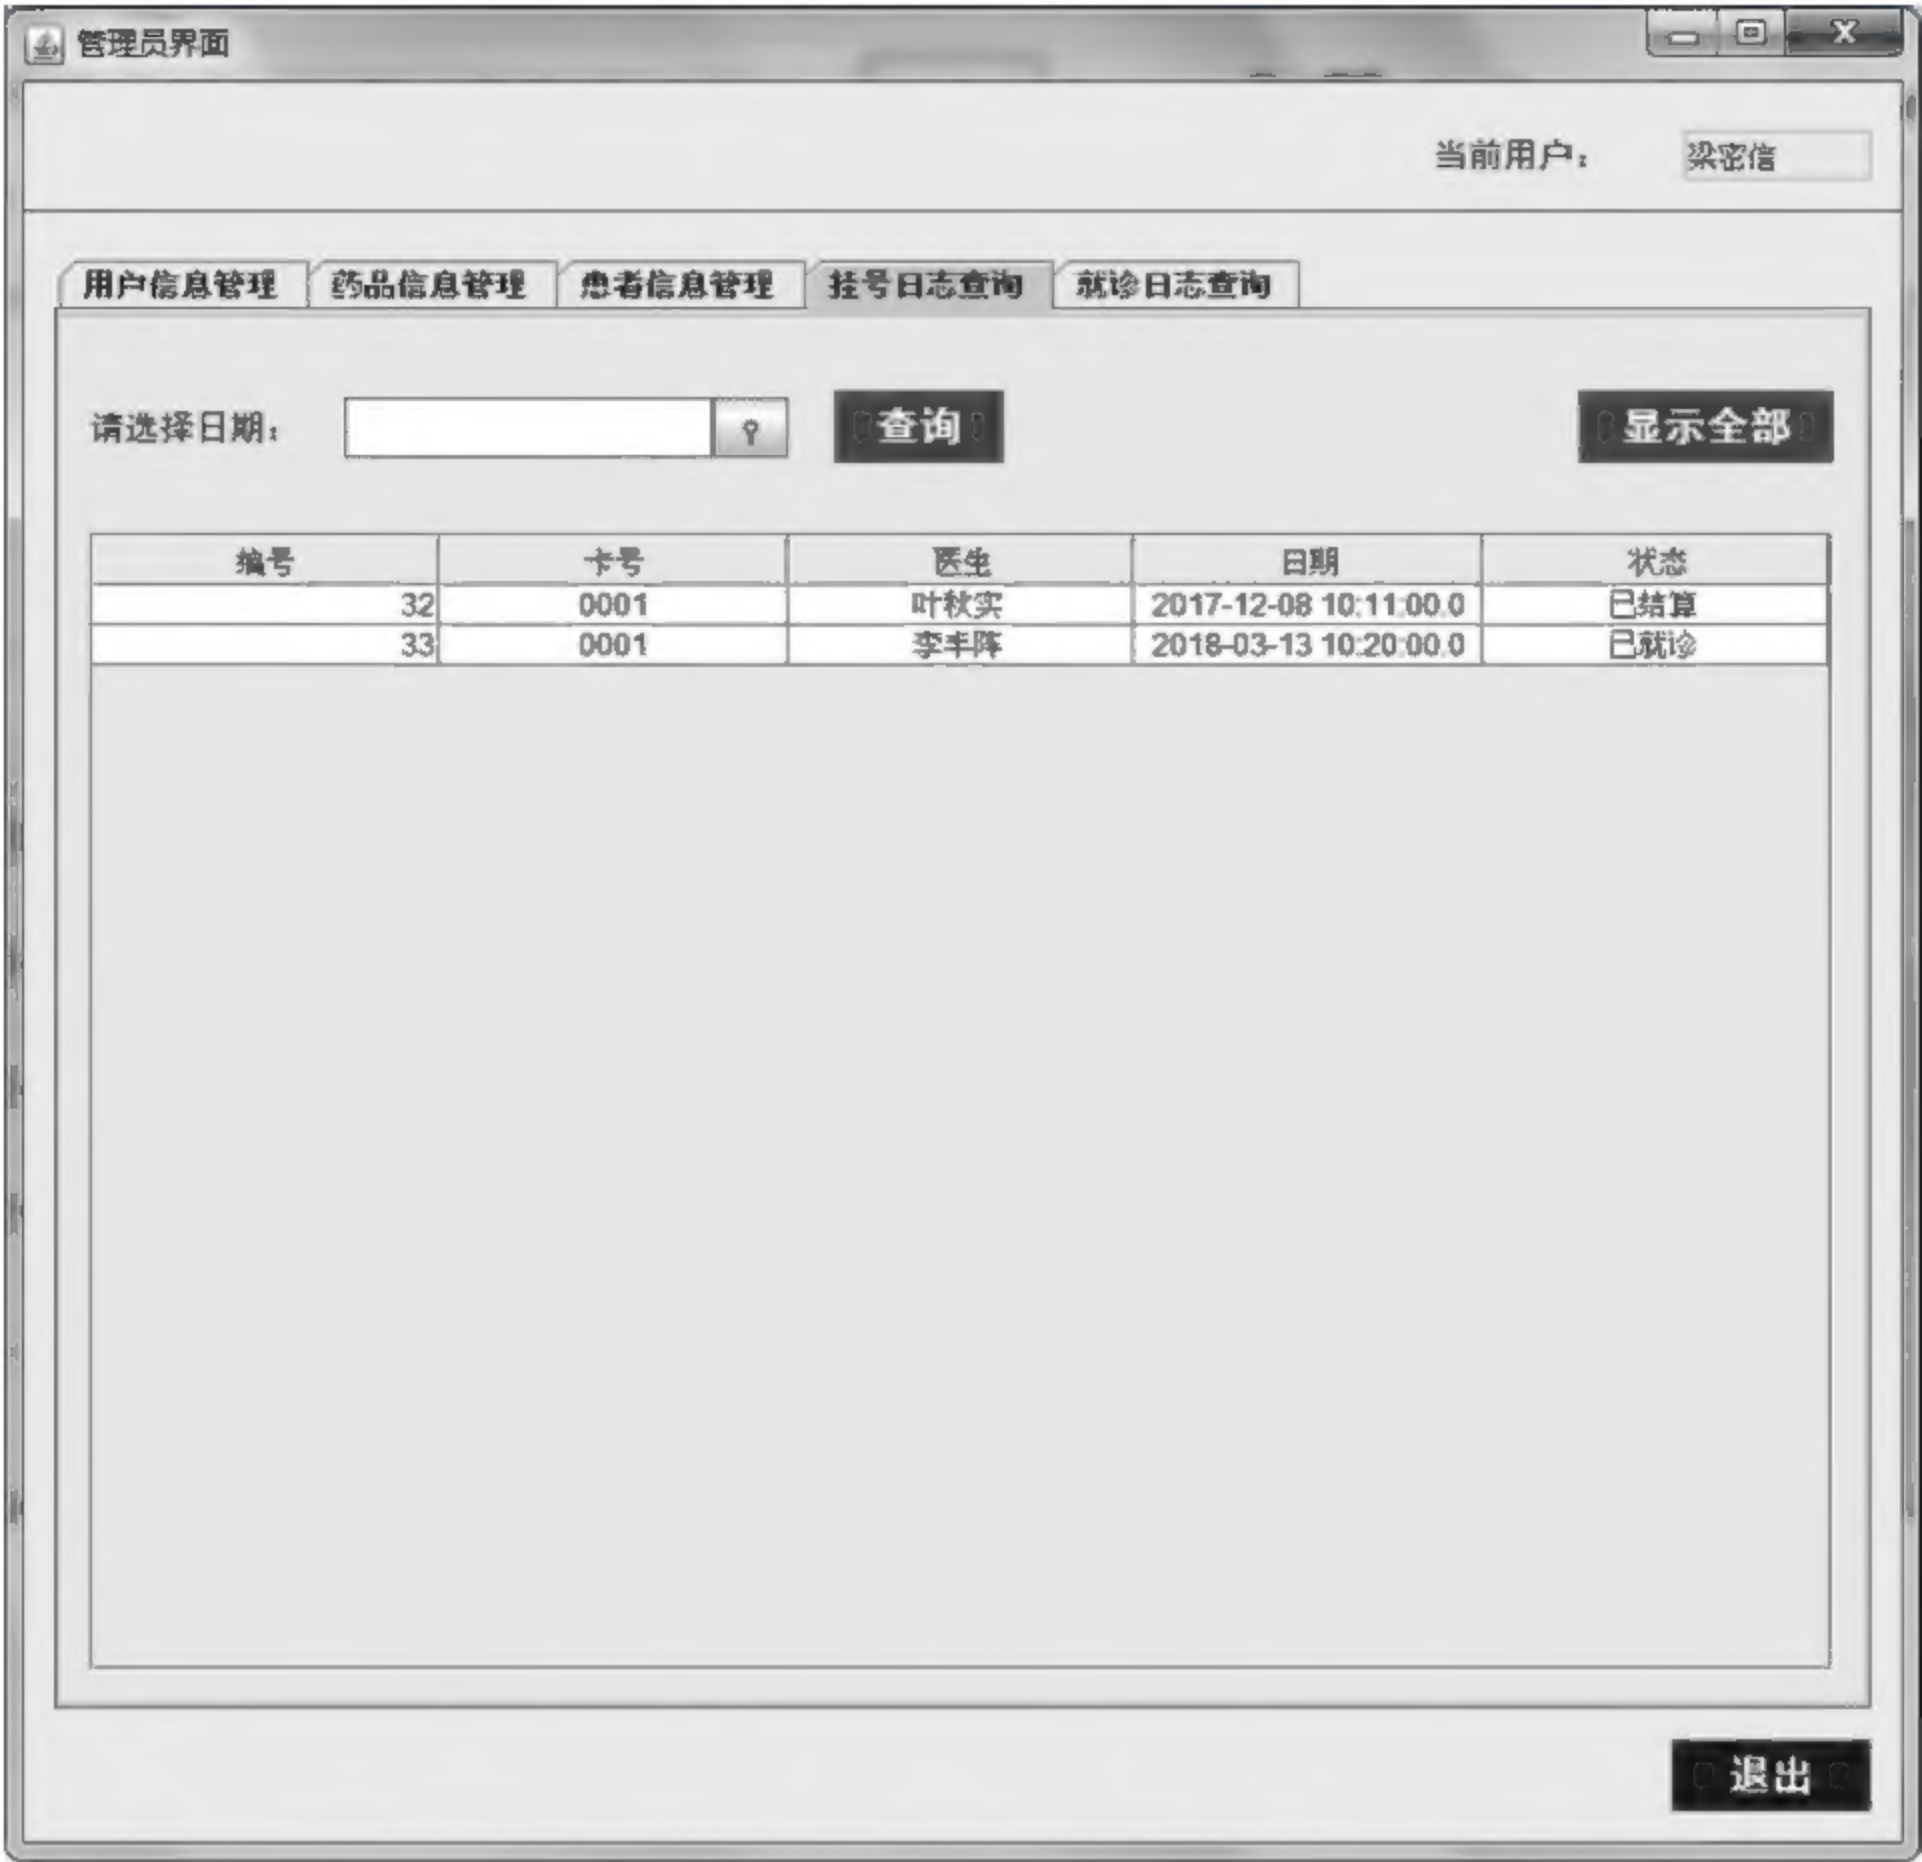 管理员界面
当前用户： 梁密信
用户信息管理 药品信息管理 患者信息管理 挂号日志查询 就诊日志查询
请选择日期： 查询 显示全部
编号 卡号 医生 日期 状态
32 0001 叶秋实 2017-12-08 10:11:00.0 已结算
33 0001 李丰阵 2018-03-13 10:20:00.0 已就诊
退出